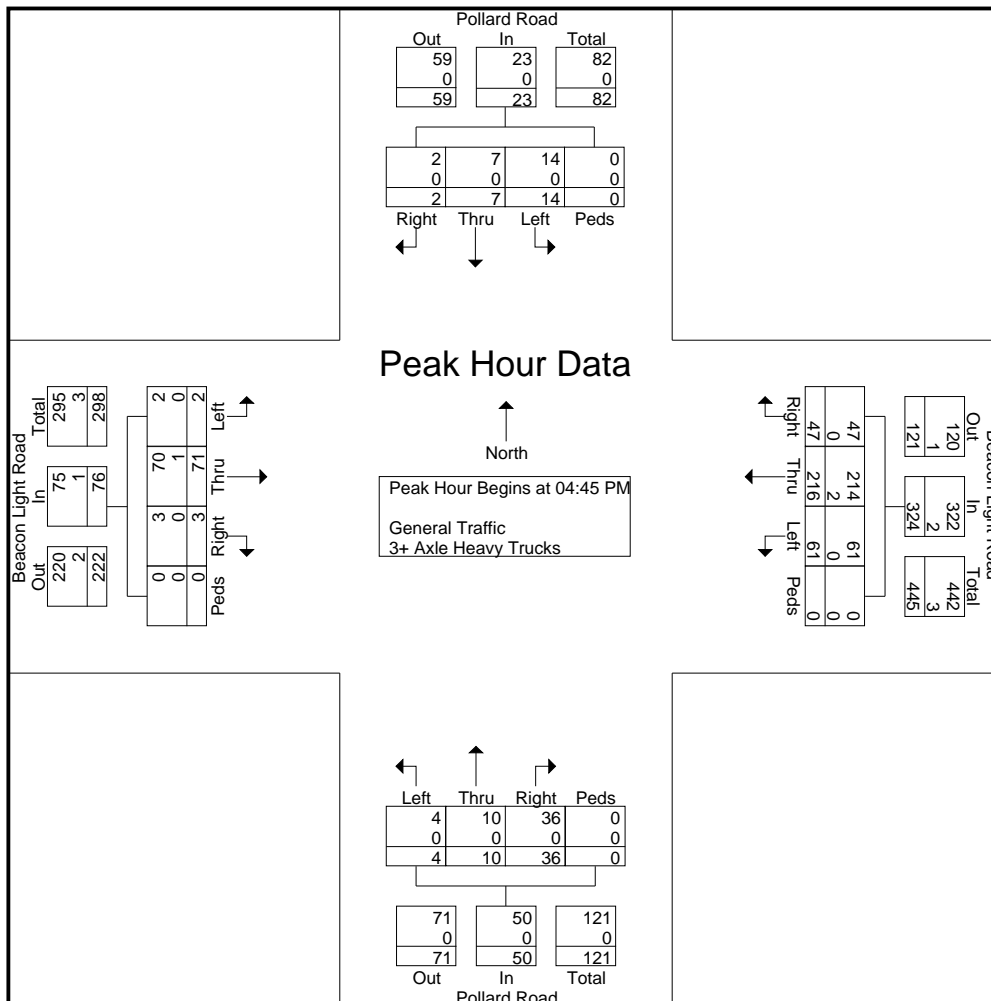 Pollard Road
Out In Total
59 23 82
0 0 0
59 23 82
2 7 14 0
0 0 0 0
2 7 14 0
Right Thru Left Peds
Peak Hour Data
North
Peak Hour Begins at 04:45 PM
General Traffic
3+ Axle Heavy Trucks
Beacon Light Road
Out In Total
220 75 295
2 1 3
222 76 298
0 3 70 2
0 0 1 0
0 3 71 2
Peds Right Thru Left
Beacon Light Road
Out In Total
120 322 442
1 2 3
121 324 445
47 214 61 0
0 2 0 0
47 216 61 0
Right Thru Left Peds
Left Thru Right Peds
4 10 36 0
0 0 0 0
4 10 36 0
71 50 121
0 0 0
71 50 121
Out In Total
Pollard Road